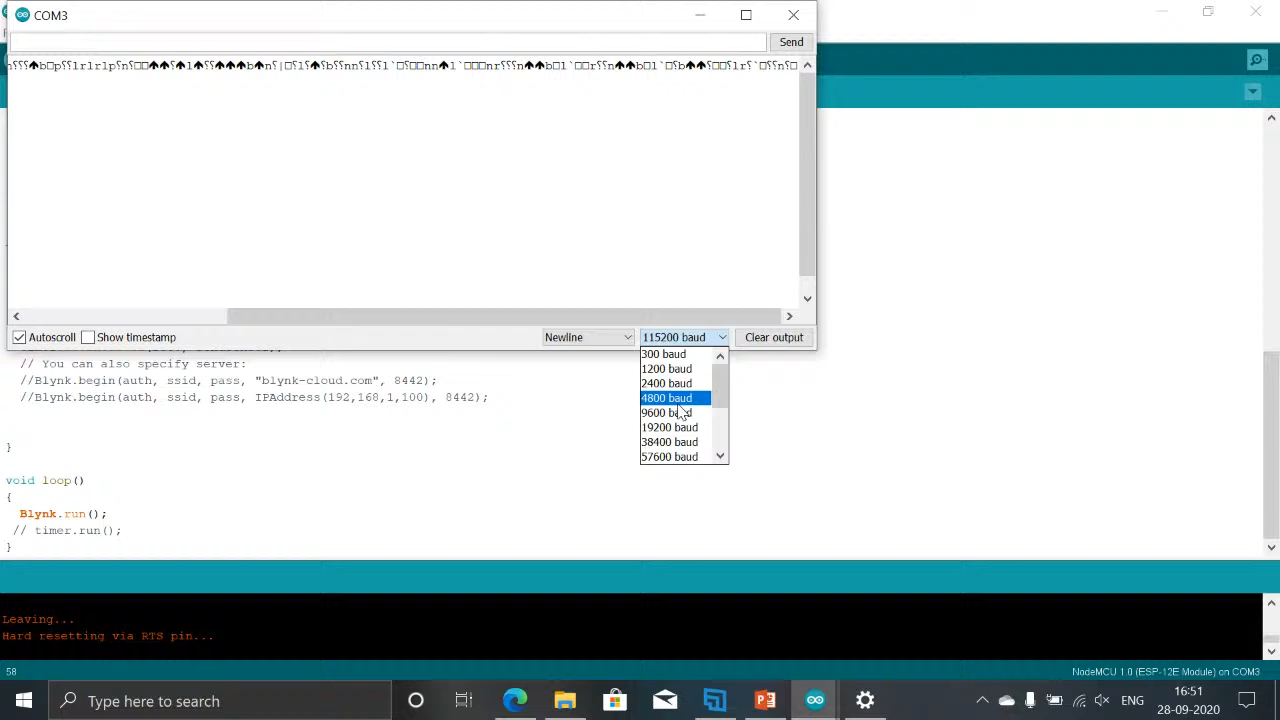 COM3
Send
Autoscroll
Show timestamp
Newline
115200 baud
Clear output
300 baud
1200 baud
2400 baud
4800 baud
9600 baud
19200 baud
38400 baud
57600 baud
// You can also specify server:
//Blynk.begin(auth, ssid, pass, "blynk-cloud.com", 8442);
//Blynk.begin(auth, ssid, pass, IPAddress(192,168,1,100), 8442);
}
void loop()
{
Blynk.run();
// timer.run();
}
Leaving...
Hard resetting via RTS pin...
58
NodeMCU 1.0 (ESP-12E Module) on COM3
Type here to search
ENG
16:51
28-09-2020